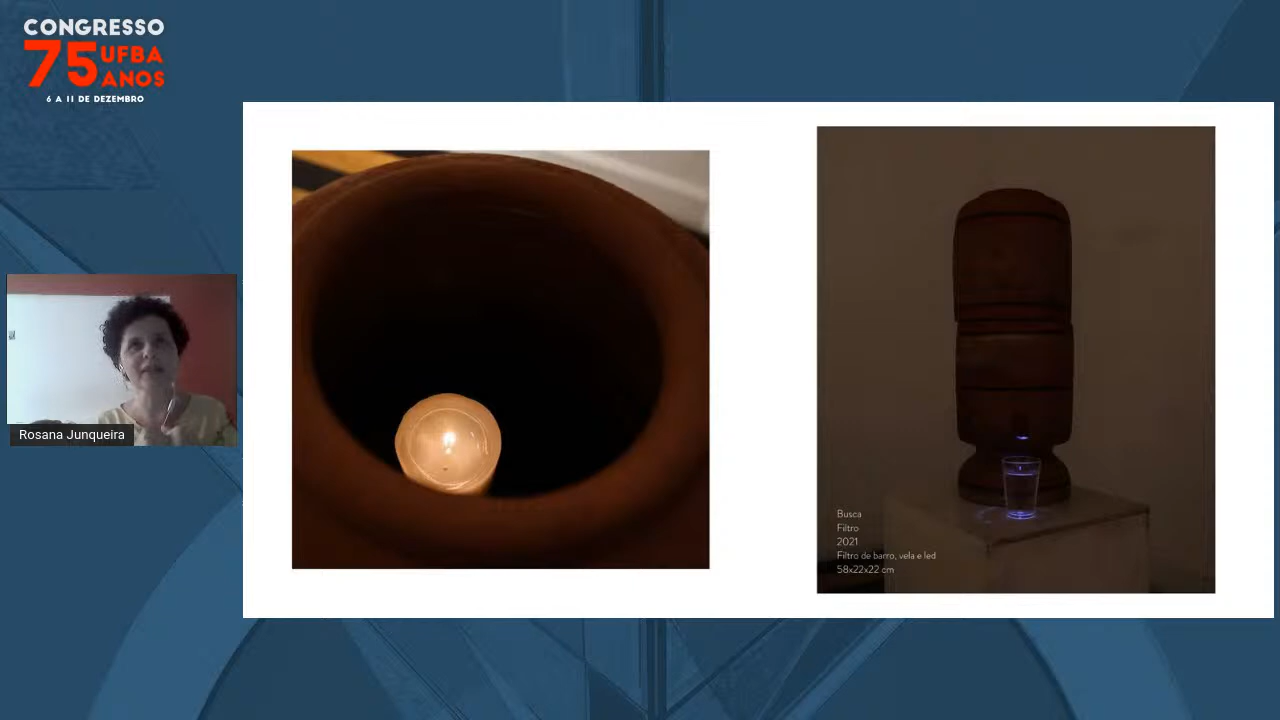 CONGRESSO
75 UFBA
ANOS
6 A 11 DE DEZEMBRO
Rosana Junqueira
Busca
Filtro
2021
Filtro de barro, vela e led
58x22x22 cm